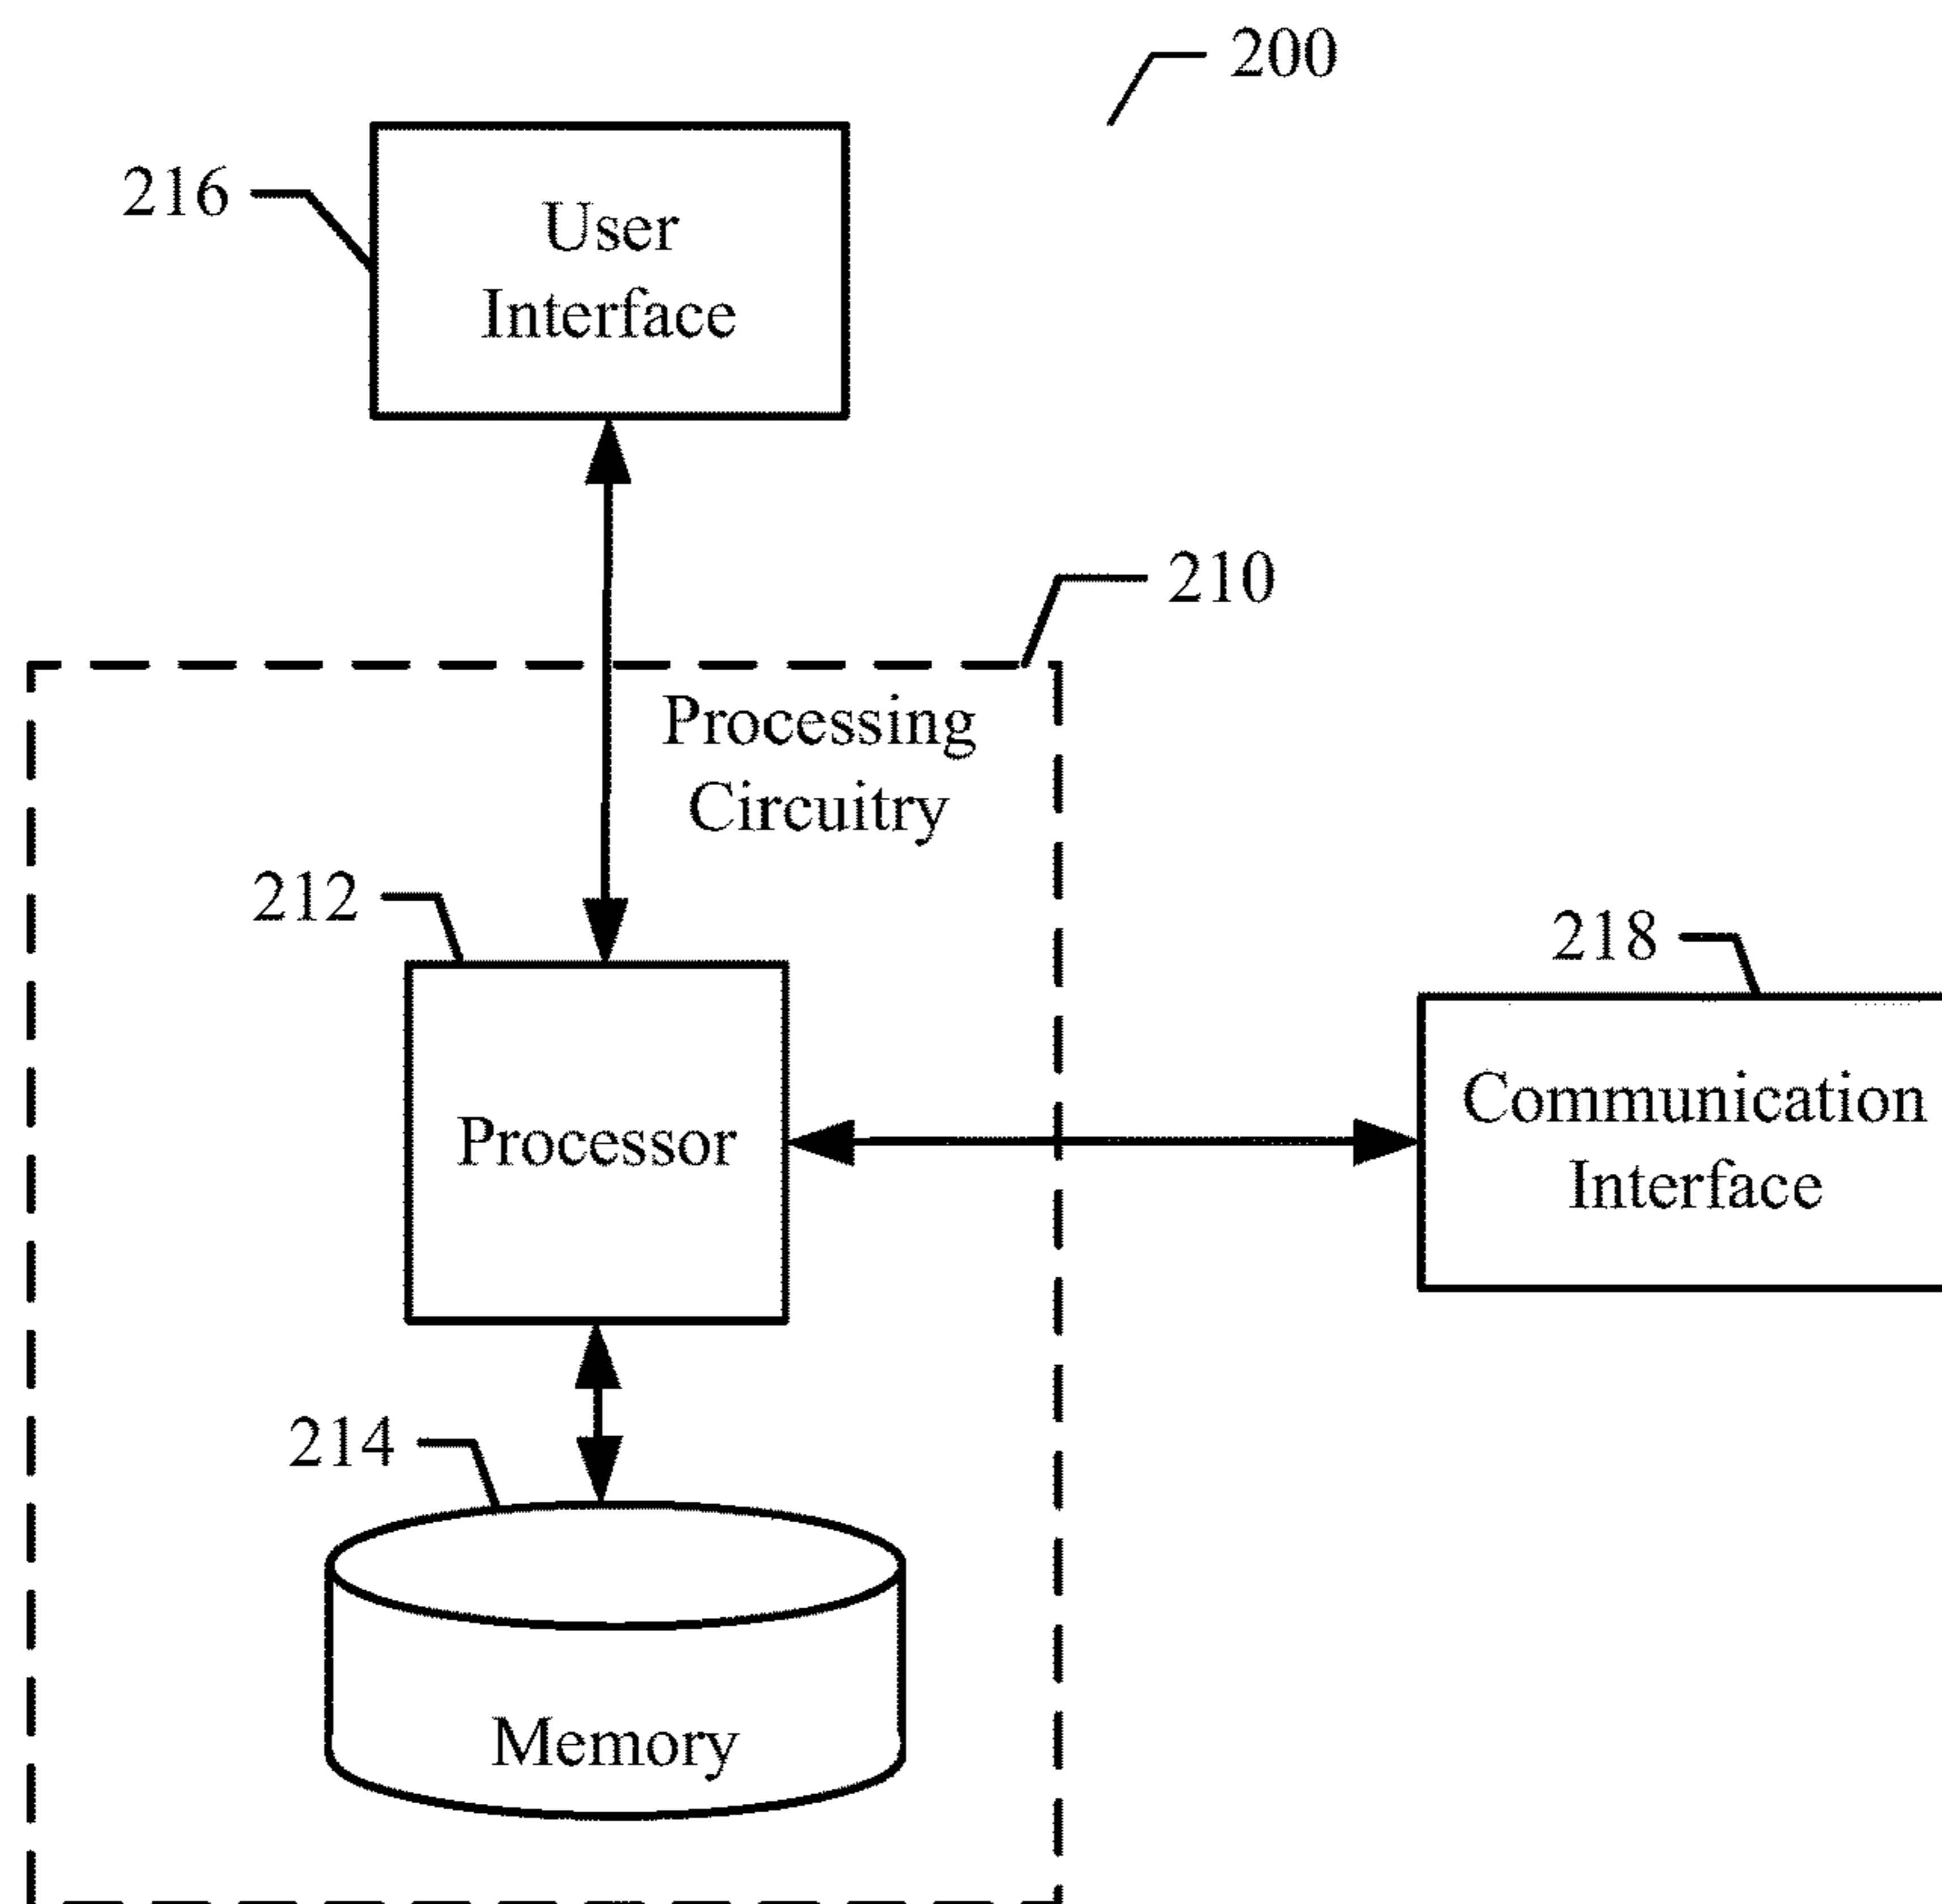 200
216
User
Interface
210
Processing
Circuitry
212
218
Processor
Communication
Interface
214
Memory